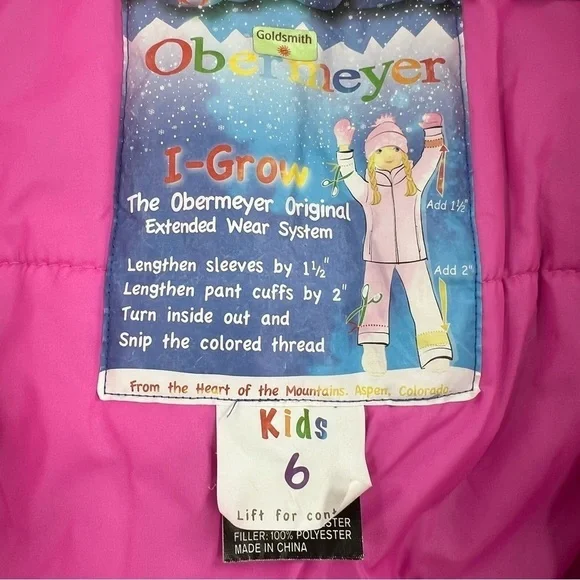 Goldsmith
Obermeyer
I-Grow
The Obermeyer Original
Extended Wear System
Add 1½"
Lengthen sleeves by 1½"
Lengthen pant cuffs by 2"
Turn inside out and
Snip the colored thread
Add 2"
From the Heart of the Mountains. Aspen, Colorado.
Kids
6
Lift for cont
STER
FILLER: 100% POLYESTER
MADE IN CHINA